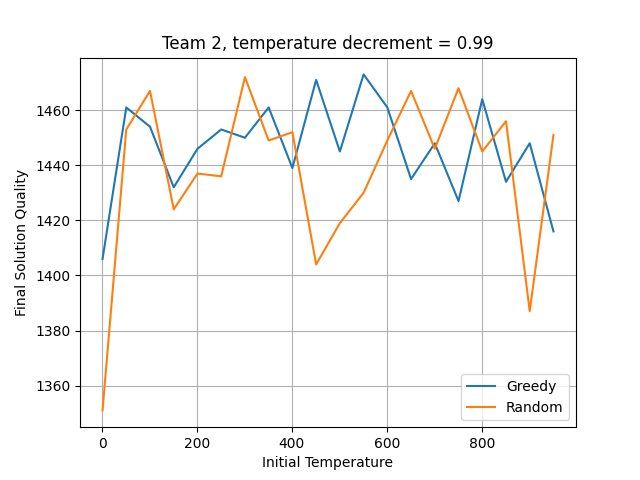 Team 2, temperature decrement = 0.99
Final Solution Quality
1460
1440
1420
1400
1380
1360
0 200 400 600 800
Initial Temperature
Greedy
Random